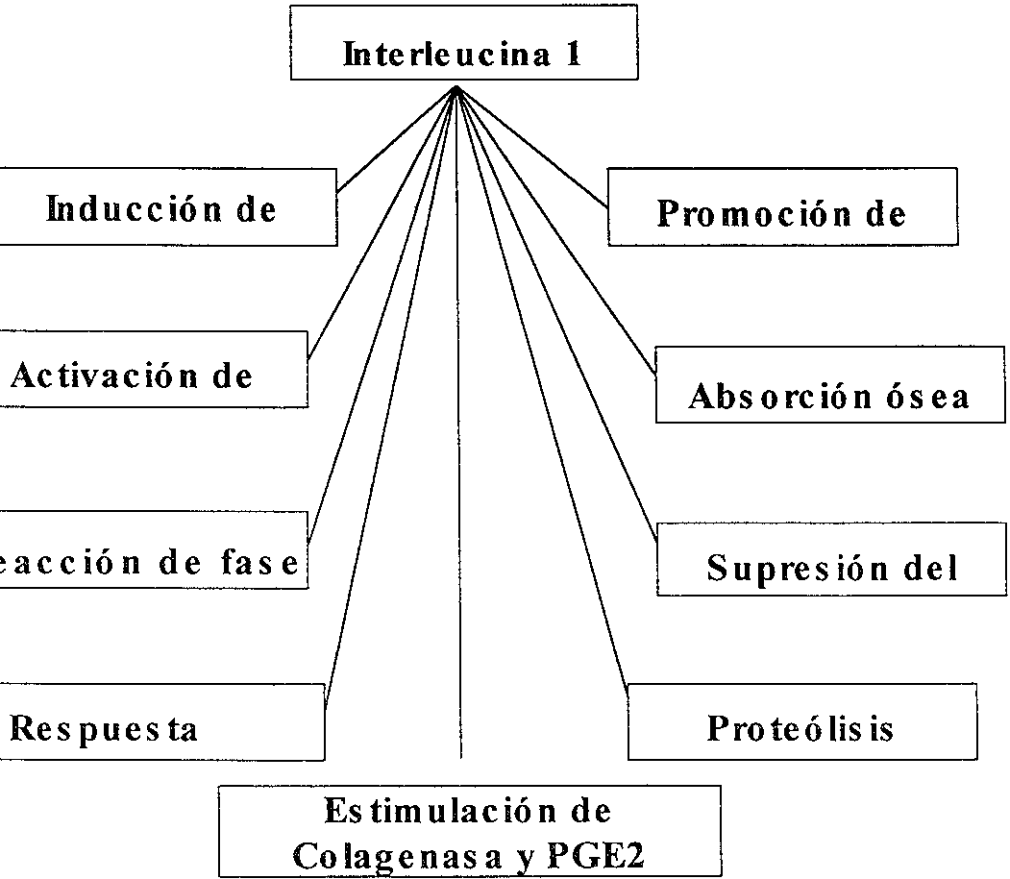 Interleucina 1
Inducción de
Promoción de
Activación de
Absorción ósea
eacción de fase
Supresión del
Respuesta
Proteólisis
Estimulación de
Colagenasa y PGE2